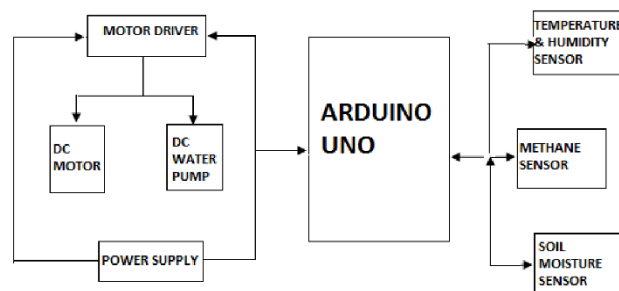 MOTOR DRIVER
DC
MOTOR
DC
WATER
PUMP
POWER SUPPLY
ARDUINO
UNO
TEMPERATURE
& HUMIDITY
SENSOR
METHANE
SENSOR
SOIL
MOISTURE
SENSOR